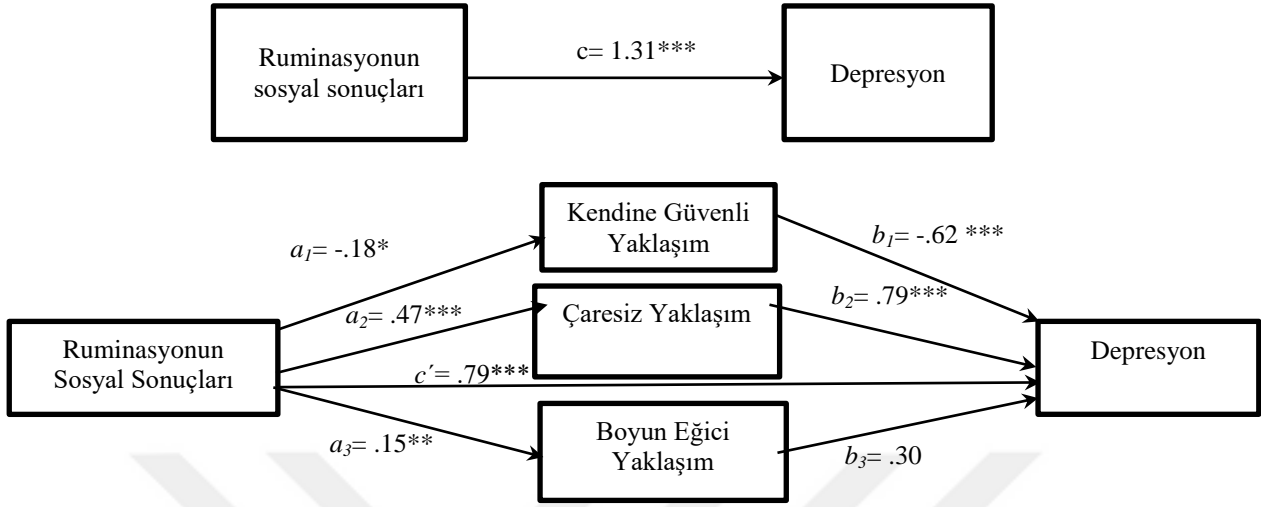 Ruminasyonun
sosyal sonuçları
c= 1.31***
Depresyon
Kendine Güvenli
Yaklaşım
a1= -.18*
b1= -.62 ***
a2= .47***
Çaresiz Yaklaşım
b2= .79***
Ruminasyonun
Sosyal Sonuçları
c´= .79***
Depresyon
a3= .15**
Boyun Eğici
Yaklaşım
b3= .30